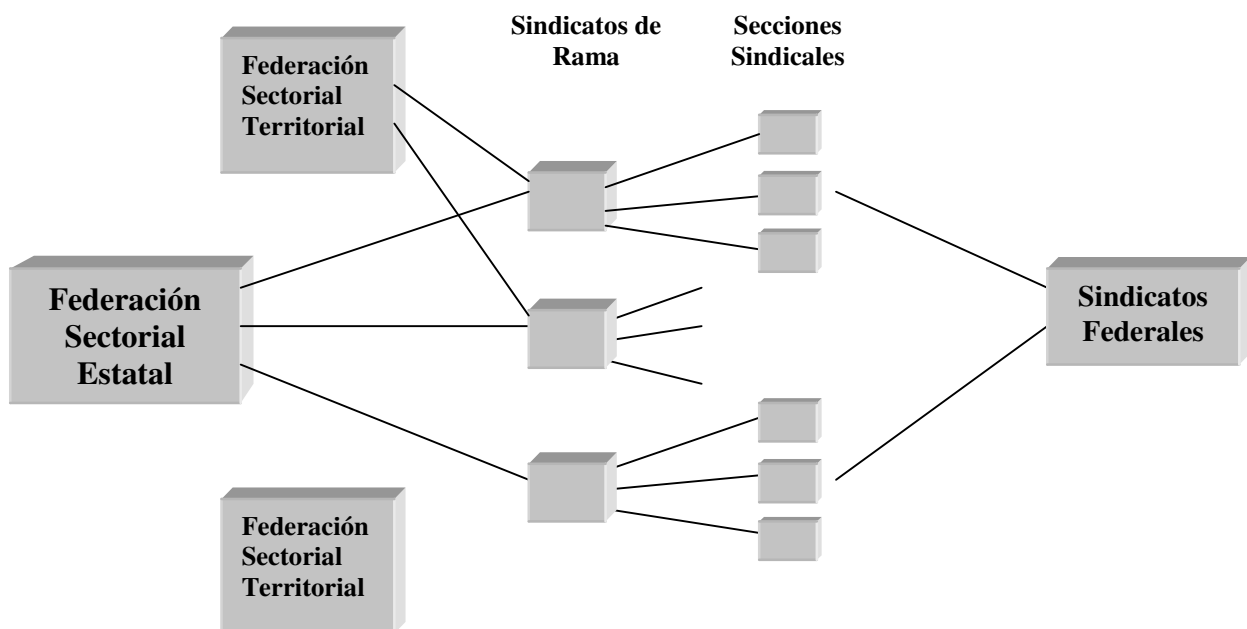 Sindicatos de
Rama
Secciones
Sindicales
Federación
Sectorial
Territorial
Federación
Sectorial
Estatal
Sindicatos
Federales
Federación
Sectorial
Territorial